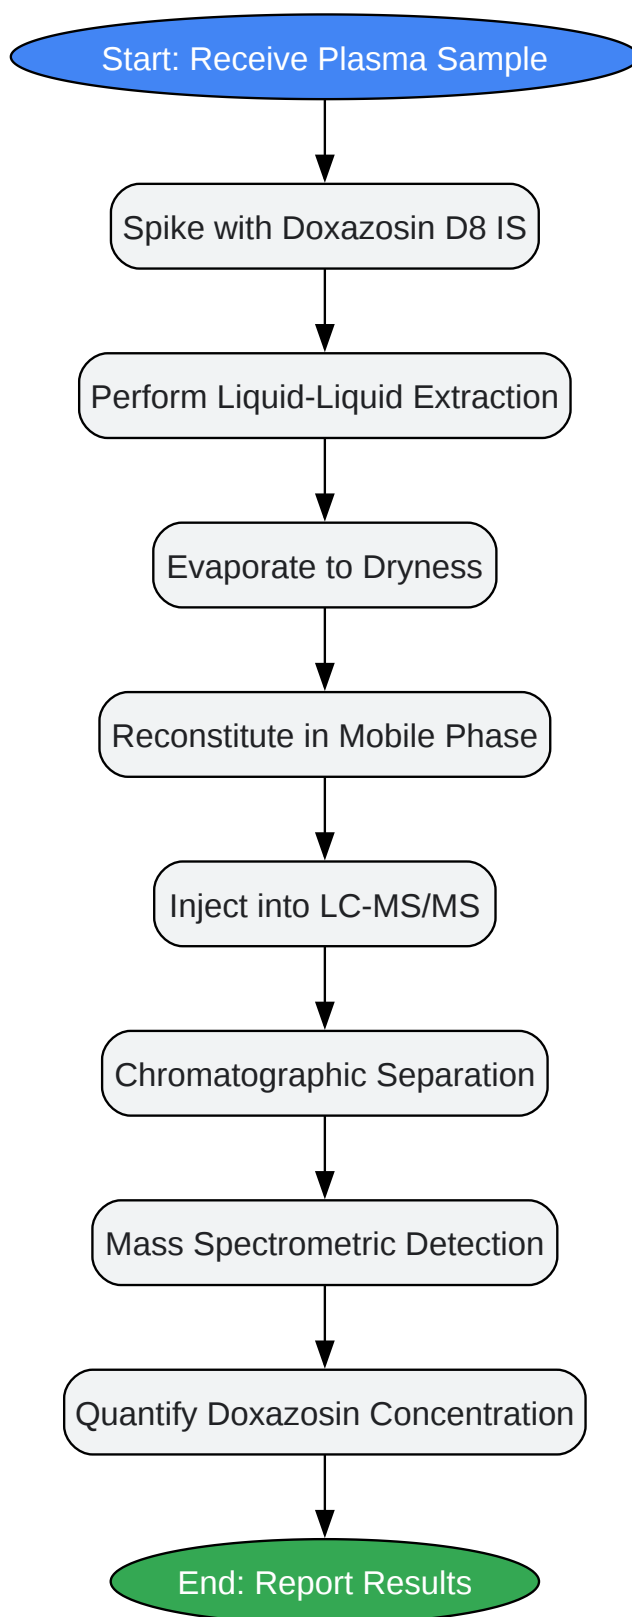 Start: Receive Plasma Sample
Spike with Doxazosin D8 IS
Perform Liquid-Liquid Extraction
Evaporate to Dryness
Reconstitute in Mobile Phase
Inject into LC-MS/MS
Chromatographic Separation
Mass Spectrometric Detection
Quantify Doxazosin Concentration
End: Report Results